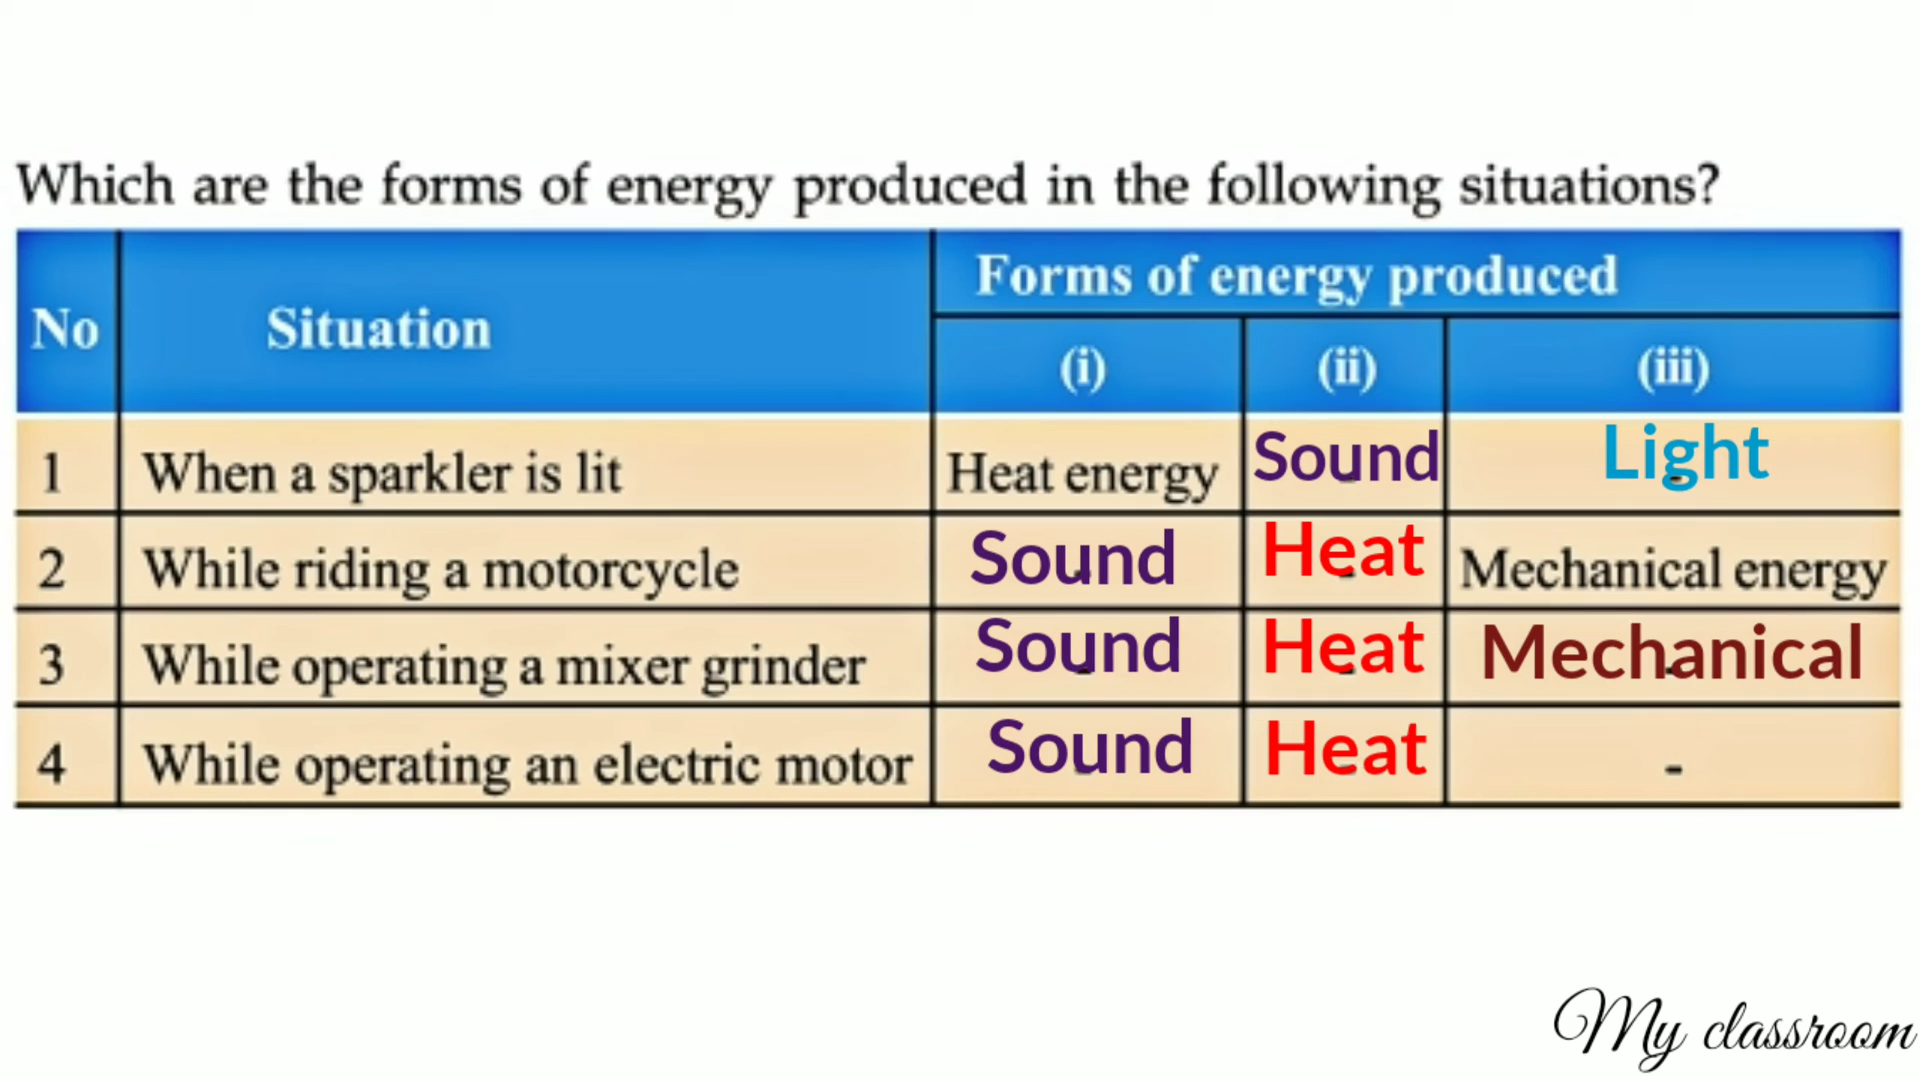 Which are the forms of energy produced in the following situations?
No Situation Forms of energy produced
(i) (ii) (iii)
1 When a sparkler is lit Heat energy Sound Light
2 While riding a motorcycle Sound Heat Mechanical energy
3 While operating a mixer grinder Sound Heat Mechanical
4 While operating an electric motor Sound Heat -
My classroom